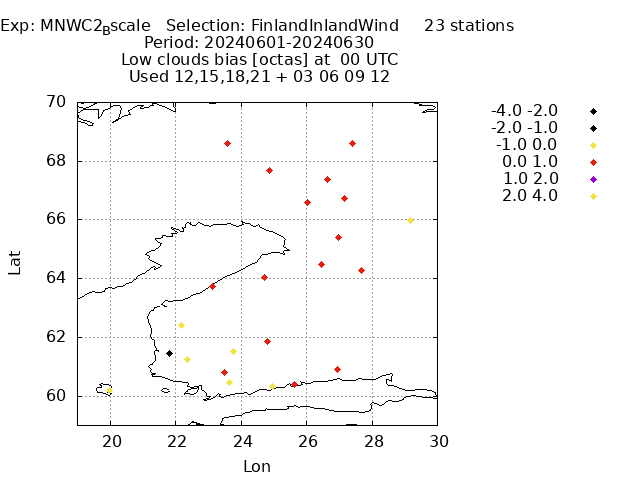 Exp: MNWC2_Bscale   Selection: FinlandInlandWind     23 stations
Period: 20240601-20240630
Low clouds bias [octas] at  00 UTC
Used 12,15,18,21 + 03 06 09 12
-4.0 -2.0
-2.0 -1.0
-1.0 0.0
0.0 1.0
1.0 2.0
2.0 4.0
70
68
66
64
62
60
Lat
20 22 24 26 28 30
Lon